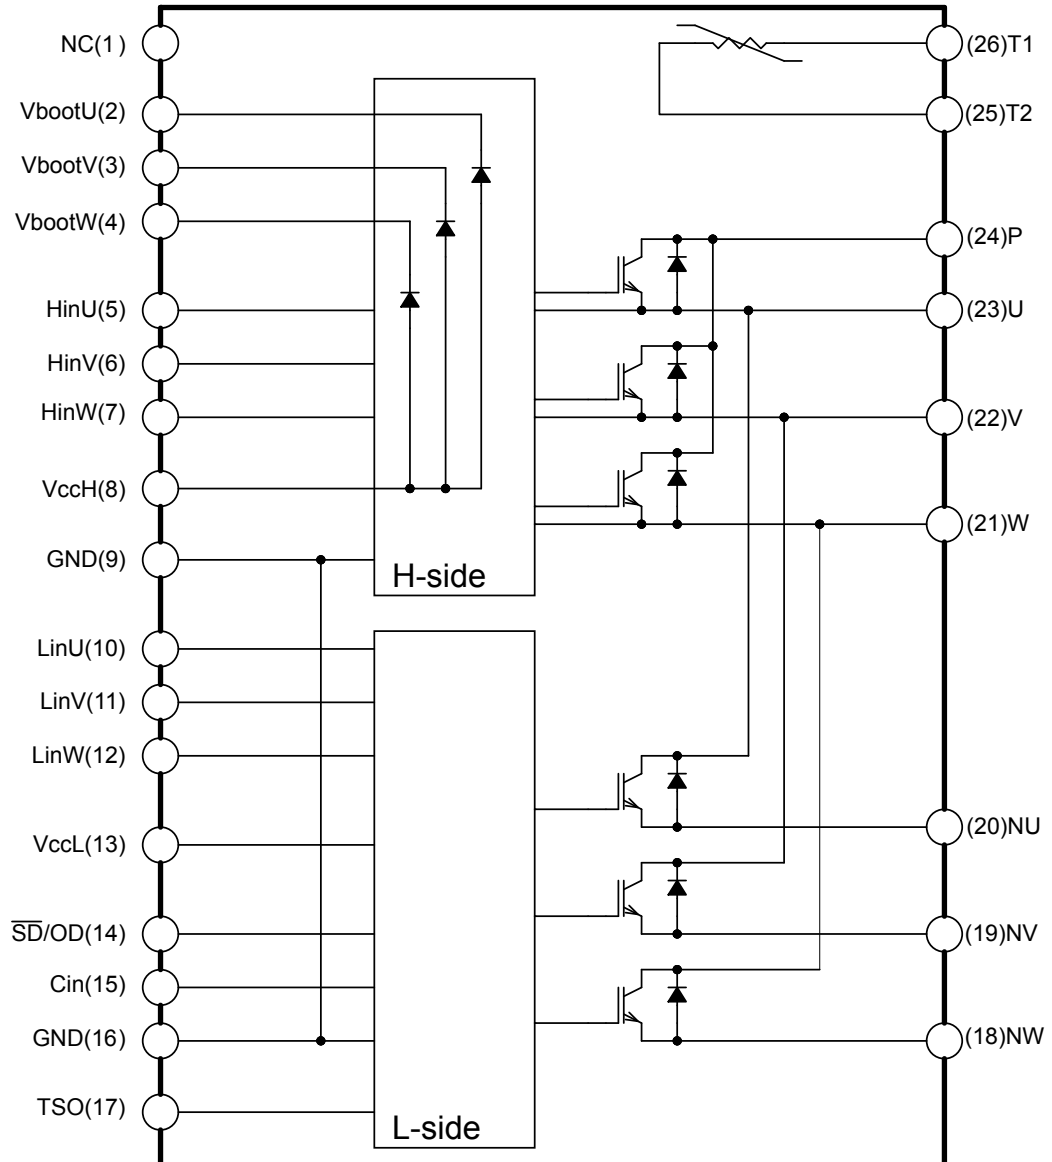 NC(1)
VbootU(2)
VbootV(3)
VbootW(4)
HinU(5)
HinV(6)
HinW(7)
VccH(8)
GND(9)
LinU(10)
LinV(11)
LinW(12)
VccL(13)
S̅D̅/OD(14)
Cin(15)
GND(16)
TSO(17)
H-side
L-side
(26)T1
(25)T2
(24)P
(23)U
(22)V
(21)W
(20)NU
(19)NV
(18)NW